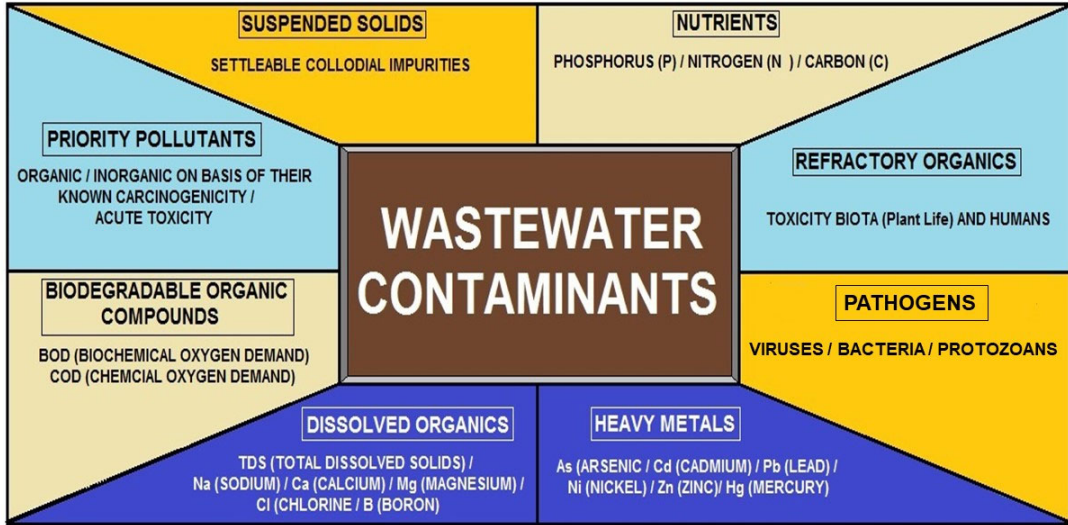 SUSPENDED SOLIDS
SETTLEABLE COLLODIAL IMPURITIES
NUTRIENTS
PHOSPHORUS (P) / NITROGEN (N ) / CARBON (C)
PRIORITY POLLUTANTS
ORGANIC / INORGANIC ON BASIS OF THEIR
KNOWN CARCINOGENICITY /
ACUTE TOXICITY
WASTEWATER
CONTAMINANTS
REFRACTORY ORGANICS
TOXICITY BIOTA (Plant Life) AND HUMANS
BIODEGRADABLE ORGANIC
COMPOUNDS
BOD (BIOCHEMICAL OXYGEN DEMAND)
COD (CHEMCIAL OXYGEN DEMAND)
PATHOGENS
VIRUSES / BACTERIA / PROTOZOANS
DISSOLVED ORGANICS
TDS (TOTAL DISSOLVED SOLIDS) /
Na (SODIUM) / Ca (CALCIUM) / Mg (MAGNESIUM) /
Cl (CHLORINE / B (BORON)
HEAVY METALS
As (ARSENIC / Cd (CADMIUM) / Pb (LEAD) /
Ni (NICKEL) / Zn (ZINC)/ Hg (MERCURY)